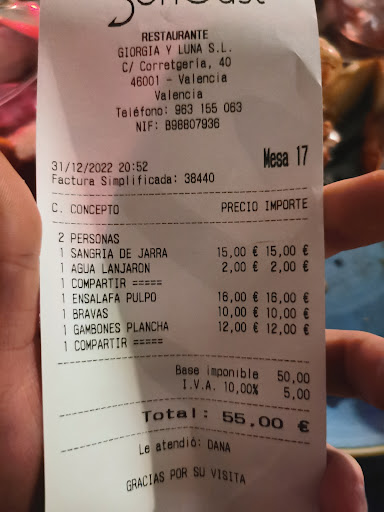 RESTAURANTE
GIORGIA Y LUNA S.L.
C/ Corretgería, 40
46001 - Valencia
Valencia
Teléfono: 963 155 063
NIF: B98807936
Mesa 17
31/12/2022 20:52
Factura Simplificada: 38440
C. CONCEPTO PRECIO IMPORTE
2 PERSONAS
1 SANGRIA DE JARRA 15,00 € 15,00 €
1 AGUA LANJARON 2,00 € 2,00 €
1 COMPARTIR =====
1 ENSALAFA PULPO 16,00 € 16,00 €
1 BRAVAS 10,00 € 10,00 €
1 GAMBONES PLANCHA 12,00 € 12,00 €
1 COMPARTIR =====
Base imponible 50,00
I.V.A. 10,00% 5,00
Total: 55,00 €
Le atendió: DANA
GRACIAS POR SU VISITA